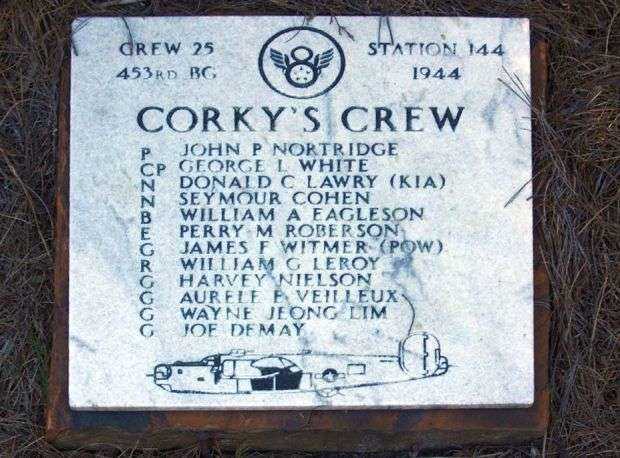 CREW 25 STATION 144
453RD BG 1944
8
CORKY'S CREW
P JOHN P NORTRIDGE
CP GEORGE L WHITE
N DONALD C LAWRY (KIA)
N SEYMOUR COHEN
B WILLIAM A EAGLESON
E PERRY M ROBERSON
G JAMES F WITMER (POW)
R WILLIAM G LEROY
G HARVEY NIELSON
G AURELE E VEILLEUX
G WAYNE JEONG LIM
G JOE DEMAY